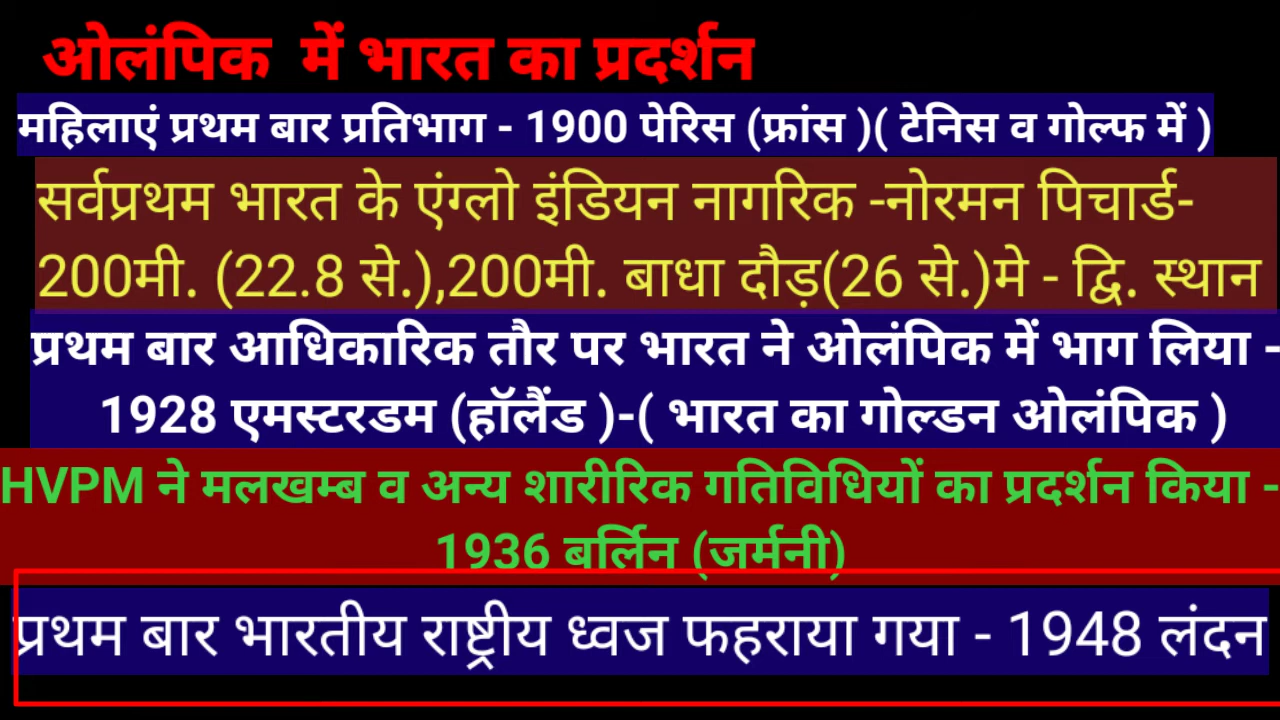 ओलंपिक में भारत का प्रदर्शन
महिलाएं प्रथम बार प्रतिभाग - 1900 पेरिस (फ्रांस )( टेनिस व गोल्फ में )
सर्वप्रथम भारत के एंग्लो इंडियन नागरिक -नोरमन पिचार्ड-
200मी. (22.8 से.),200मी. बाधा दौड़(26 से.)मे - द्वि. स्थान
प्रथम बार आधिकारिक तौर पर भारत ने ओलंपिक में भाग लिया -
1928 एमस्टरडम (हॉलैंड )-( भारत का गोल्डन ओलंपिक )
HVPM ने मलखम्ब व अन्य शारीरिक गतिविधियों का प्रदर्शन किया -
1936 बर्लिन (जर्मनी)
प्रथम बार भारतीय राष्ट्रीय ध्वज फहराया गया - 1948 लंदन